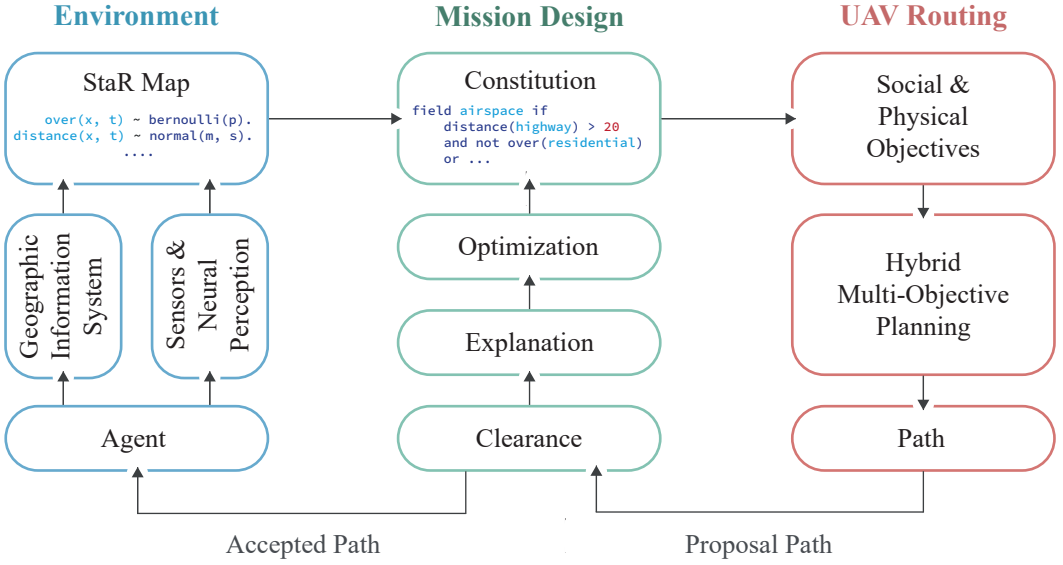 Environment
Mission Design
UAV Routing
StaR Map
over(x, t) ~ bernoulli(p).
distance(x, t) ~ normal(m, s).
....
Constitution
field airspace if
distance(highway) > 20
and not over(residential)
or ...
Social &
Physical
Objectives
Geographic
Information
System
Sensors &
Neural
Perception
Optimization
Explanation
Hybrid
Multi-Objective
Planning
Agent
Clearance
Path
Accepted Path
Proposal Path